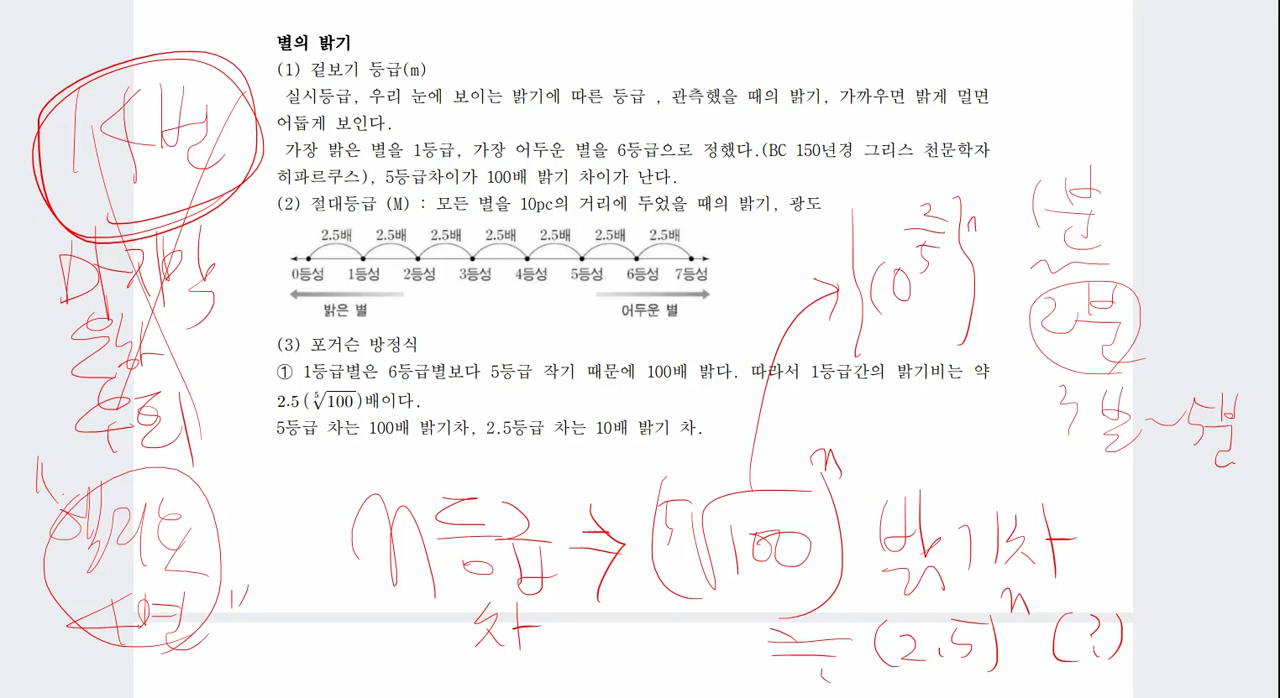 별의 밝기
(1) 겉보기 등급(m)
실시등급, 우리 눈에 보이는 밝기에 따른 등급 , 관측했을 때의 밝기, 가까우면 밝게 멀면
어둡게 보인다.
가장 밝은 별을 1등급, 가장 어두운 별을 6등급으로 정했다.(BC 150년경 그리스 천문학자
히파르쿠스), 5등급차이가 100배 밝기 차이가 난다.
(2) 절대등급 (M) : 모든 별을 10pc의 거리에 두었을 때의 밝기, 광도
2.5배 2.5배 2.5배 2.5배 2.5배 2.5배 2.5배
0등성 1등성 2등성 3등성 4등성 5등성 6등성 7등성
밝은 별 어두운 별
(3) 포거슨 방정식
① 1등급별은 6등급별보다 5등급 작기 때문에 100배 밝다. 따라서 1등급간의 밝기비는 약
2.5(⁵√100)배이다.
5등급 차는 100배 밝기차, 2.5등급 차는 10배 밝기 차.
(10^(2/5))^n
1분
2분
3분~5분
n등급차 ⇒ (⁵√100)^n 밝기차
≒ (2.5)^n (?)